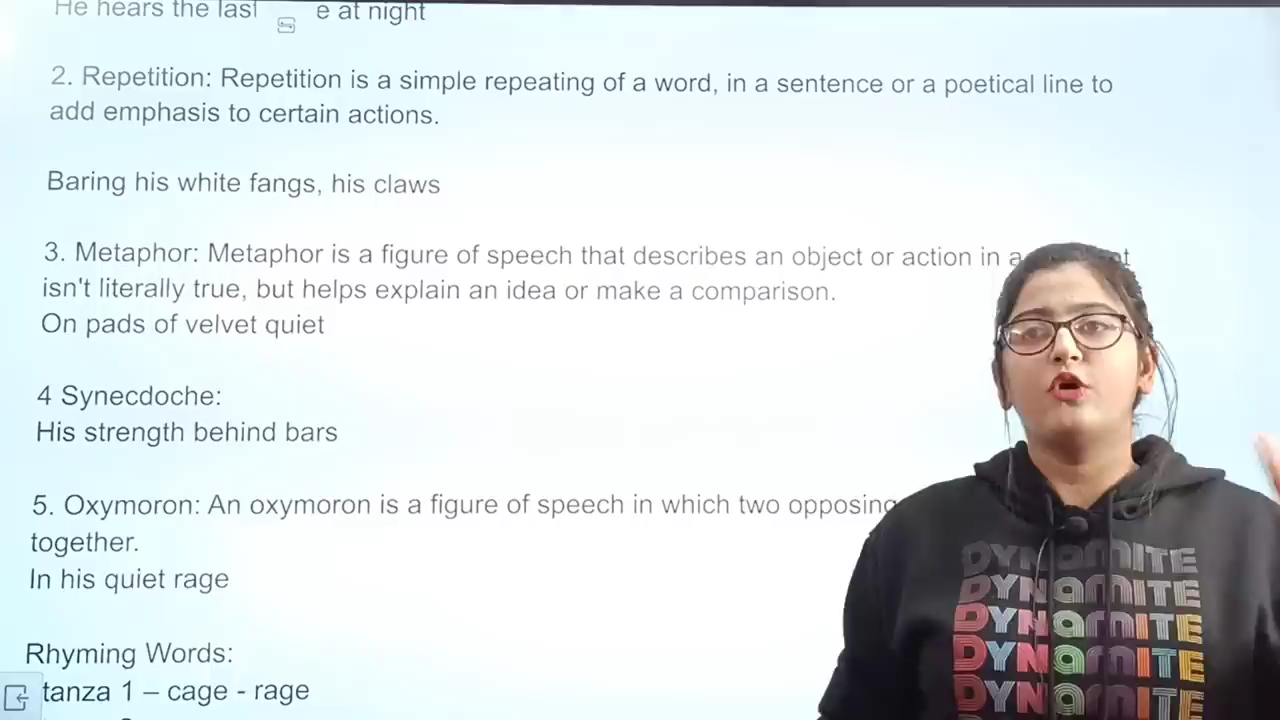 He hears the last e at night
2. Repetition: Repetition is a simple repeating of a word, in a sentence or a poetical line to
add emphasis to certain actions.
Baring his white fangs, his claws
3. Metaphor: Metaphor is a figure of speech that describes an object or action in a
isn't literally true, but helps explain an idea or make a comparison.
On pads of velvet quiet
4 Synecdoche:
His strength behind bars
5. Oxymoron: An oxymoron is a figure of speech in which two opposing
together.
In his quiet rage
Rhyming Words:
tanza 1 – cage - rage
DYNAMITE
DYNAMITE
DYNAMITE
DYNAMITE
DYNAMITE